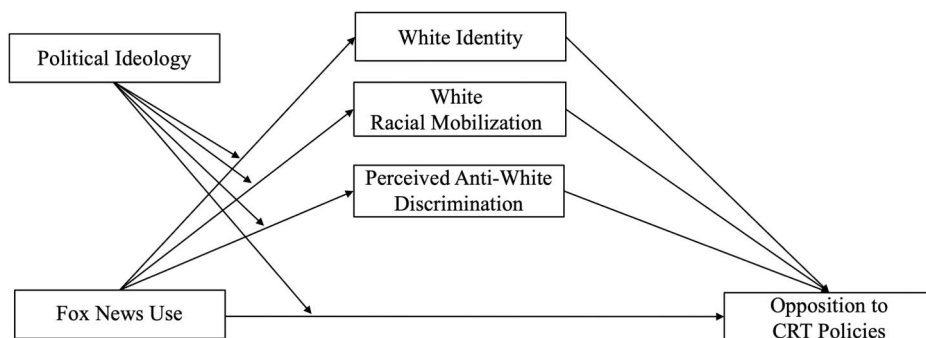 White Identity
Political Ideology
White
Racial Mobilization
Perceived Anti-White
Discrimination
Fox News Use
Opposition to
CRT Policies